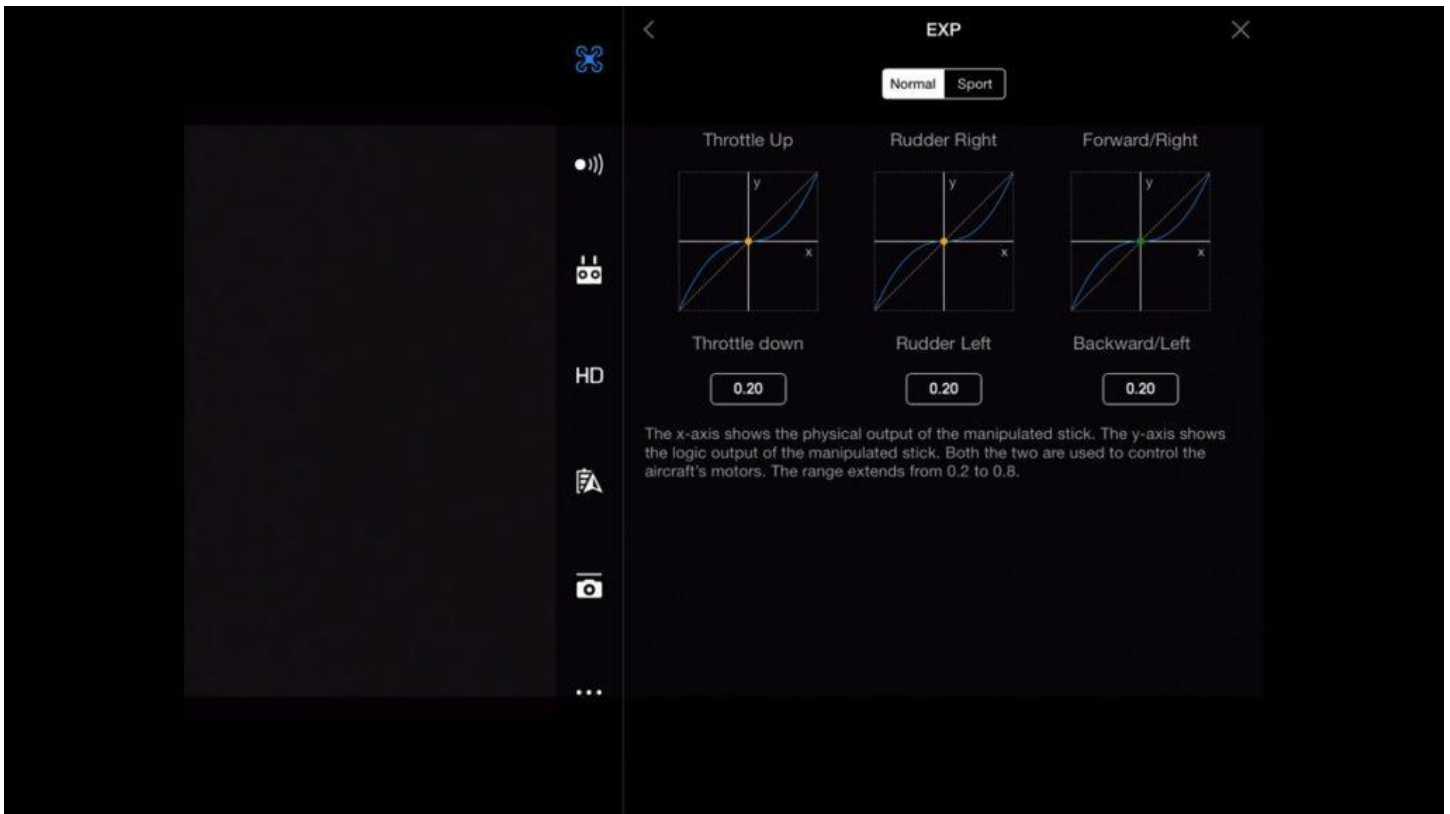 EXP
Normal Sport
Throttle Up Rudder Right Forward/Right
y y y
x x x
Throttle down Rudder Left Backward/Left
HD
0.20 0.20 0.20
The x-axis shows the physical output of the manipulated stick. The y-axis shows
the logic output of the manipulated stick. Both the two are used to control the
aircraft's motors. The range extends from 0.2 to 0.8.